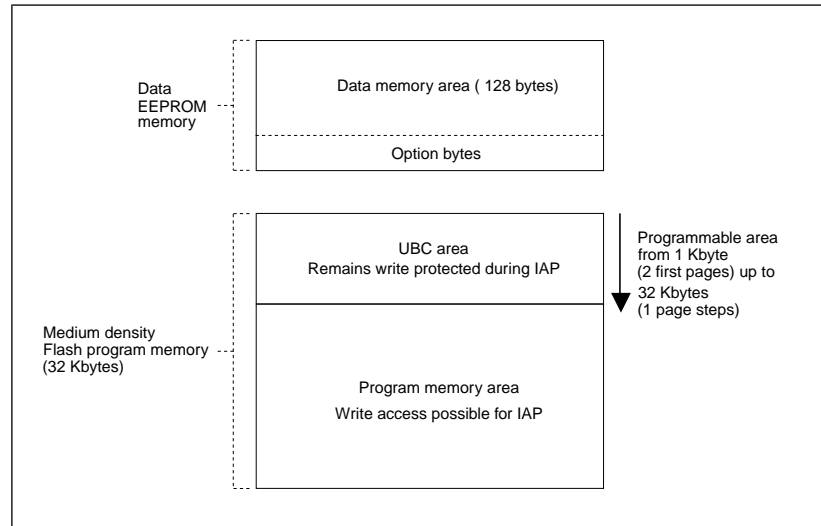 Data
EEPROM
memory
Data memory area ( 128 bytes)
Option bytes
Medium density
Flash program memory
(32 Kbytes)
UBC area
Remains write protected during IAP
Program memory area
Write access possible for IAP
Programmable area
from 1 Kbyte
(2 first pages) up to
32 Kbytes
(1 page steps)